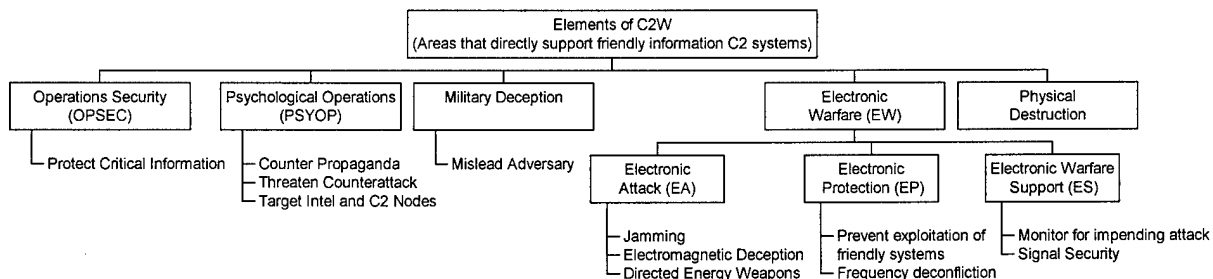 Elements of C2W
(Areas that directly support friendly information C2 systems)
Operations Security
(OPSEC)
Protect Critical Information
Psychological Operations
(PSYOP)
Counter Propaganda
Threaten Counterattack
Target Intel and C2 Nodes
Military Deception
Mislead Adversary
Electronic
Warfare (EW)
Physical
Destruction
Electronic
Attack (EA)
Jamming
Electromagnetic Deception
Directed Energy Weapons
Electronic
Protection (EP)
Prevent exploitation of
friendly systems
Frequency deconfliction
Electronic Warfare
Support (ES)
Monitor for impending attack
Signal Security